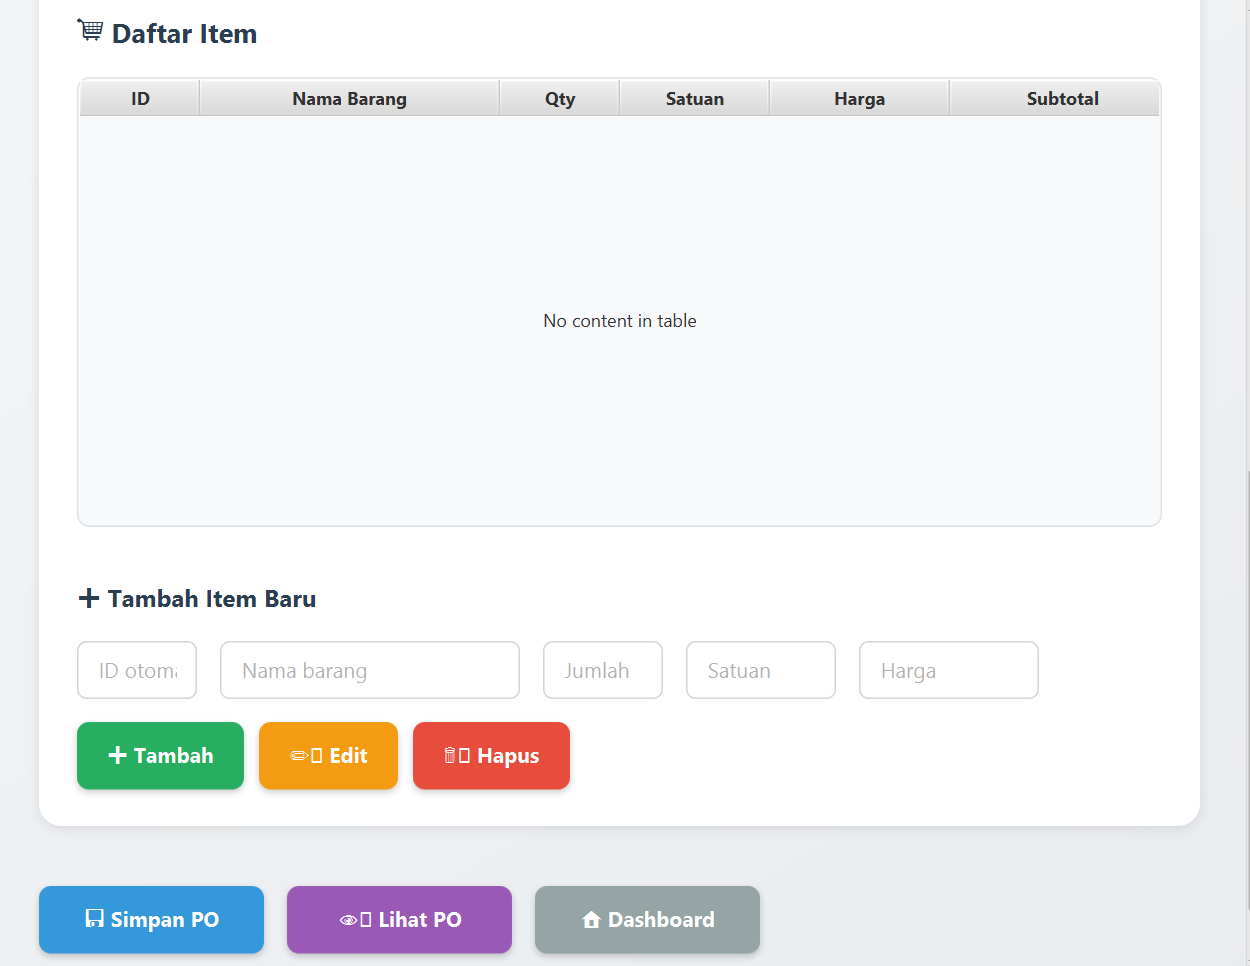 🛒 Daftar Item
ID Nama Barang Qty Satuan Harga Subtotal
No content in table
➕ Tambah Item Baru
ID otoma Nama barang Jumlah Satuan Harga
➕ Tambah ✏▯ Edit 🗑▯ Hapus
💾 Simpan PO 👁▯ Lihat PO 🏠 Dashboard